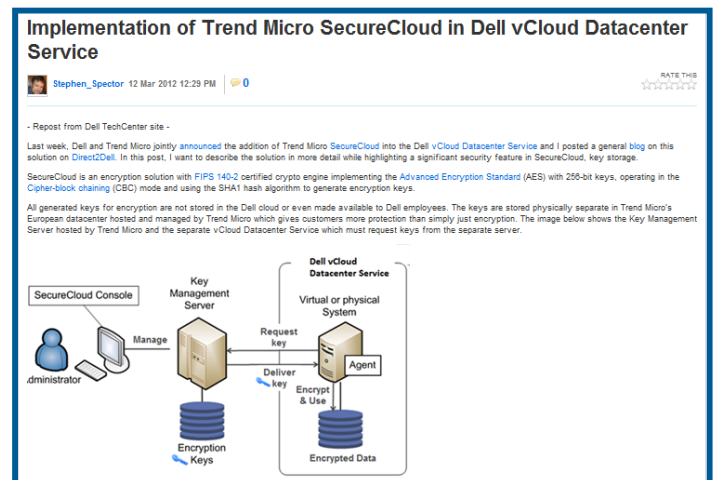 Implementation of Trend Micro SecureCloud in Dell vCloud Datacenter
Service
Stephen_Spector 12 Mar 2012 12:29 PM 0
RATE THIS
- Repost from Dell TechCenter site -
Last week, Dell and Trend Micro jointly announced the addition of Trend Micro SecureCloud into the Dell vCloud Datacenter Service and I posted a general blog on this
solution on Direct2Dell. In this post, I want to describe the solution in more detail while highlighting a significant security feature in SecureCloud, key storage.
SecureCloud is an encryption solution with FIPS 140-2 certified crypto engine implementing the Advanced Encryption Standard (AES) with 256-bit keys, operating in the
Cipher-block chaining (CBC) mode and using the SHA1 hash algorithm to generate encryption keys.
All generated keys for encryption are not stored in the Dell cloud or even made available to Dell employees. The keys are stored physically separate in Trend Micro's
European datacenter hosted and managed by Trend Micro which gives customers more protection than simply just encryption. The image below shows the Key Management
Server hosted by Trend Micro and the separate vCloud Datacenter Service which must request keys from the separate server.
Dell vCloud
Datacenter Service
SecureCloud Console
Key
Management
Server
Virtual or physical
System
Manage
Request
key
Agent
Deliver
key
dministrator
Encrypt
& Use
Encryption
Keys
Encrypted Data